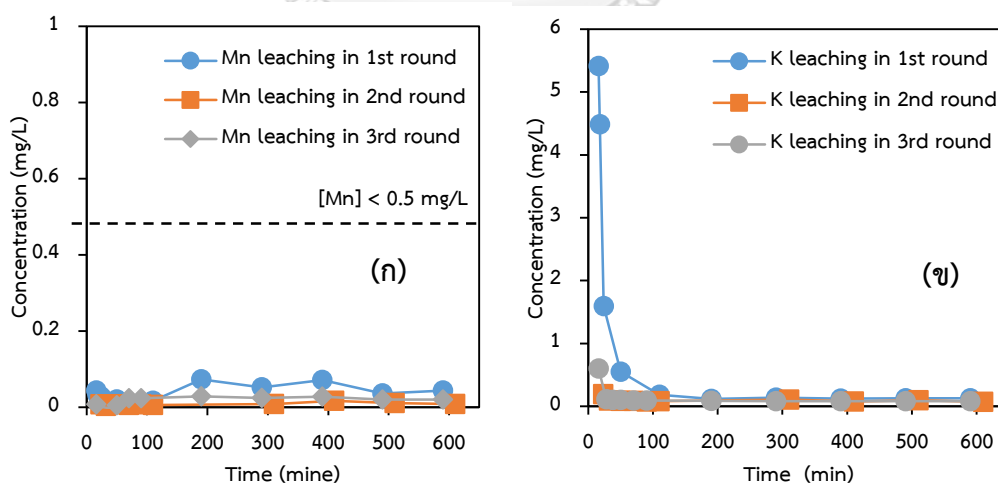 1
0.8
0.6
0.4
0.2
0
Concentration (mg/L)
Mn leaching in 1st round
Mn leaching in 2nd round
Mn leaching in 3rd round
[Mn] < 0.5 mg/L
(ก)
0 100 200 300 400 500 600
Time (mine)
6
5
4
3
2
1
0
Concentration (mg/L)
K leaching in 1st round
K leaching in 2nd round
K leaching in 3rd round
(ข)
0 100 200 300 400 500 600
Time (min)